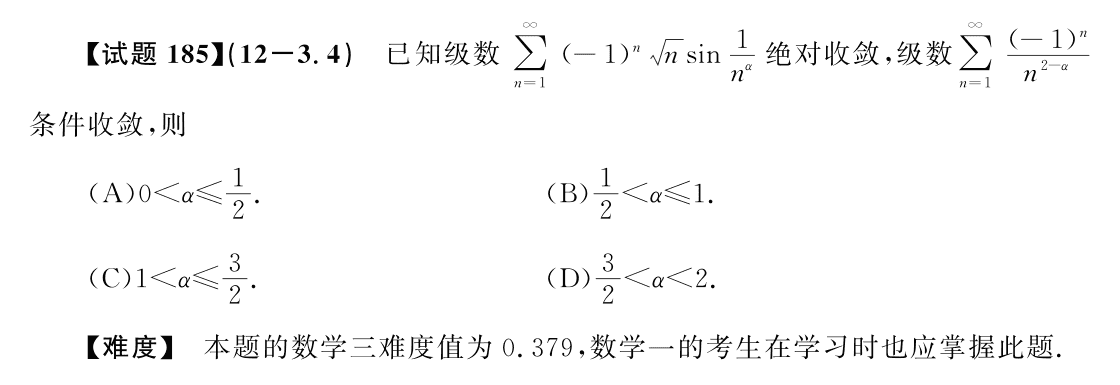 【试题 185】(12－3. 4) 已知级数 $\sum_{n=1}^{\infty} (-1)^n \sqrt{n} \sin \frac{1}{n^{\alpha}}$ 绝对收敛,级数 $\sum_{n=1}^{\infty} \frac{(-1)^n}{n^{2-\alpha}}$
条件收敛,则
(A) $0<\alpha\leqslant\frac{1}{2}$. (B) $\frac{1}{2}<\alpha\leqslant 1$.
(C) $1<\alpha\leqslant\frac{3}{2}$. (D) $\frac{3}{2}<\alpha<2$.
【难度】 本题的数学三难度值为 0. 379,数学一的考生在学习时也应掌握此题.